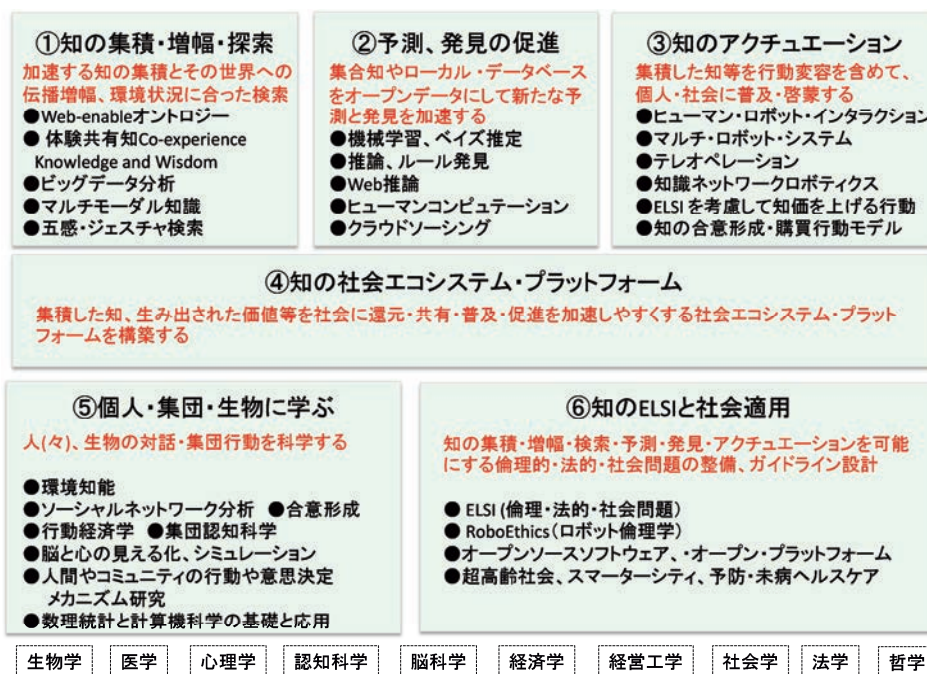 ①知の集積・増幅・探索
加速する知の集積とその世界への
伝播増幅、環境状況に合った検索
●Web-enableオントロジー
● 体験共有知Co-experience
Knowledge and Wisdom
●ビッグデータ分析
●マルチモーダル知識
●五感・ジェスチャ検索
②予測、発見の促進
集合知やローカル・データベース
をオープンデータにして新たな予
測と発見を加速する
●機械学習、ベイズ推定
●推論、ルール発見
●Web推論
●ヒューマンコンピュテーション
●クラウドソーシング
③知のアクチュエーション
集積した知等を行動変容を含めて、
個人・社会に普及・啓蒙する
●ヒューマン・ロボット・インタラクション
●マルチ・ロボット・システム
●テレオペレーション
●知識ネットワークロボティクス
●ELSIを考慮して知価を上げる行動
●知の合意形成・購買行動モデル
④知の社会エコシステム・プラットフォーム
集積した知、生み出された価値等を社会に還元・共有・普及・促進を加速しやすくする社会エコシステム・プラット
フォームを構築する
⑤個人・集団・生物に学ぶ
人(々)、生物の対話・集団行動を科学する
●環境知能
●ソーシャルネットワーク分析 ●合意形成
●行動経済学 ●集団認知科学
●脳と心の見える化、シミュレーション
●人間やコミュニティの行動や意思決定
メカニズム研究
●数理統計と計算機科学の基礎と応用
⑥知のELSIと社会適用
知の集積・増幅・検索・予測・発見・アクチュエーションを可能
にする倫理的・法的・社会問題の整備、ガイドライン設計
● ELSI (倫理・法的・社会問題)
● RoboEthics(ロボット倫理学)
●オープンソースソフトウェア、・オープン・プラットフォーム
●超高齢社会、スマーターシティ、予防・未病ヘルスケア
生物学 医学 心理学 認知科学 脳科学 経済学 経営工学 社会学 法学 哲学